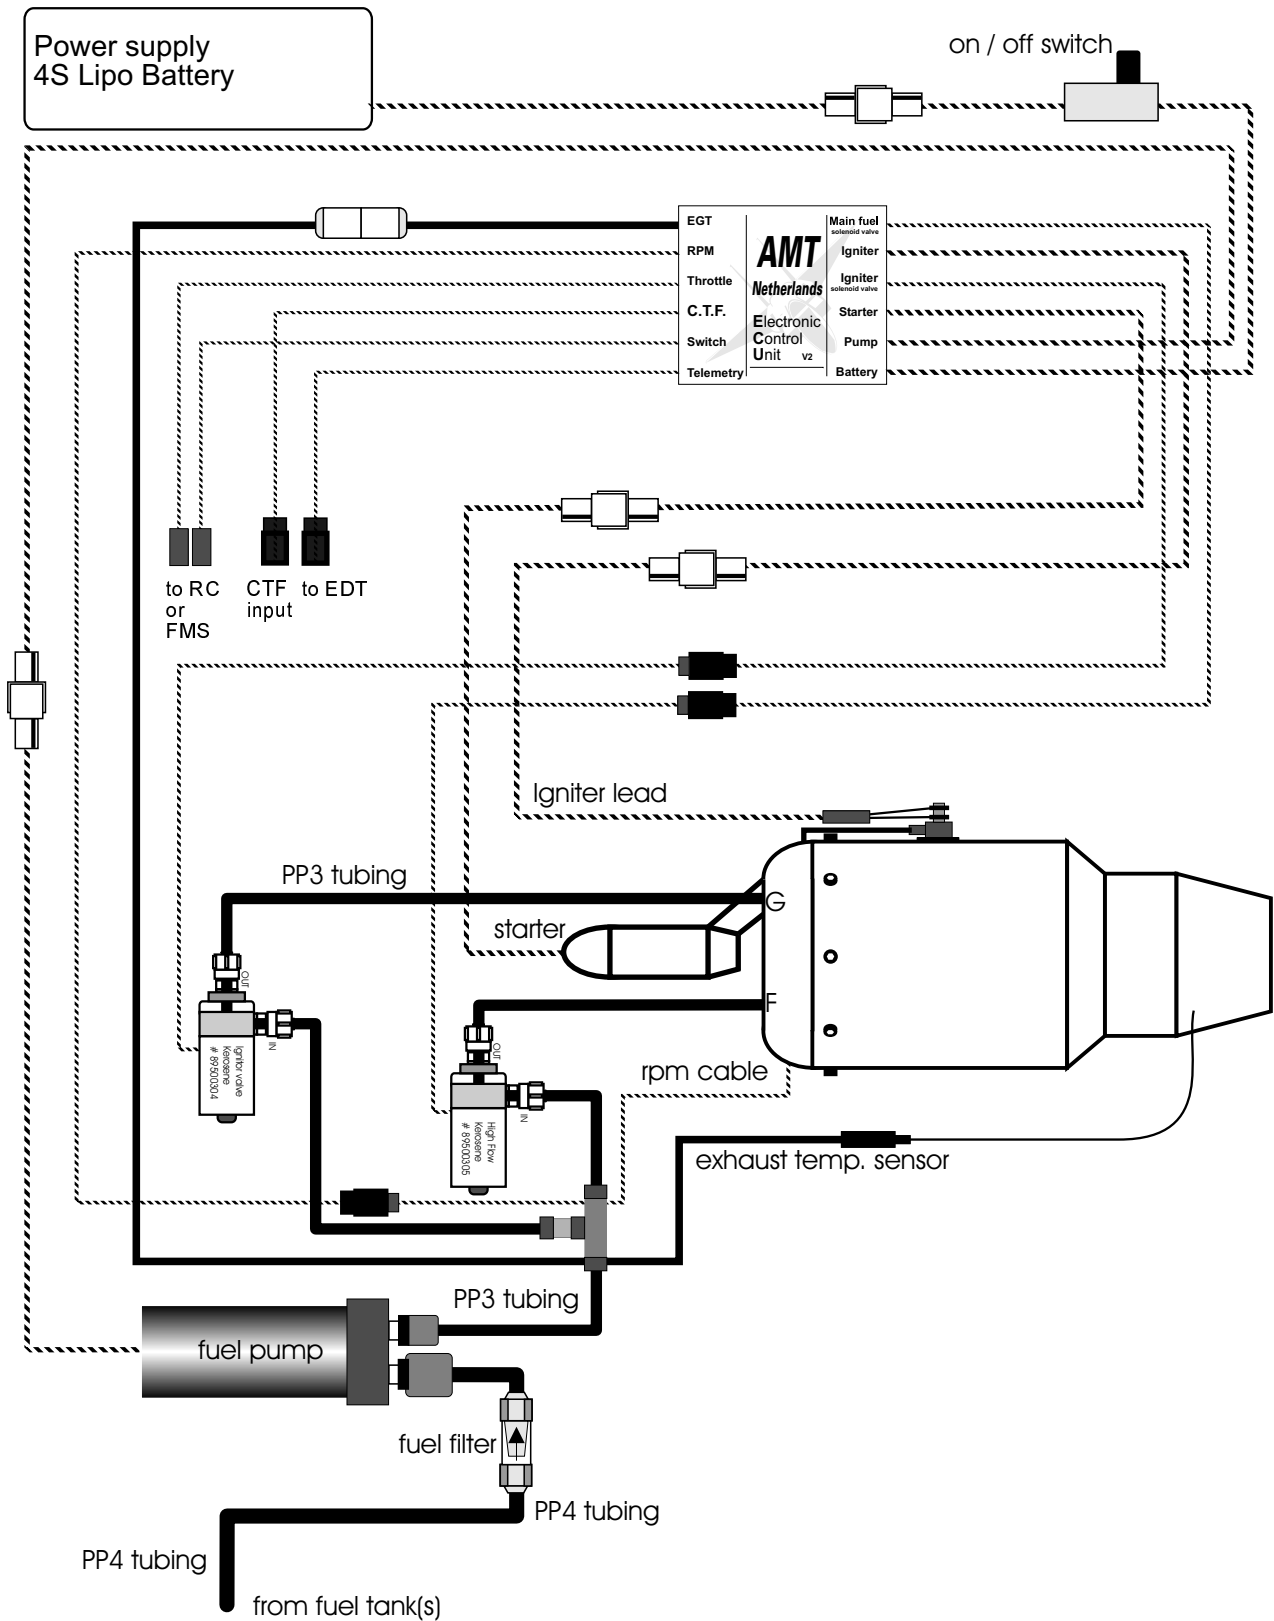 Power supply
4S Lipo Battery
on / off switch
EGT
RPM
Throttle
C.T.F.
Switch
Telemetry
AMT
Netherlands
Electronic
Control
Unit V2
Main fuel
solenoid valve
Igniter
Igniter
solenoid valve
Starter
Pump
Battery
to RC
or
FMS
CTF
input
to EDT
Igniter lead
PP3 tubing
G
starter
F
OUT
IN
Ignitor valve
Kerosene
# 89500304
OUT
IN
High Flow
Kerosene
# 89500305
rpm cable
exhaust temp. sensor
PP3 tubing
fuel pump
fuel filter
PP4 tubing
PP4 tubing
from fuel tank(s)